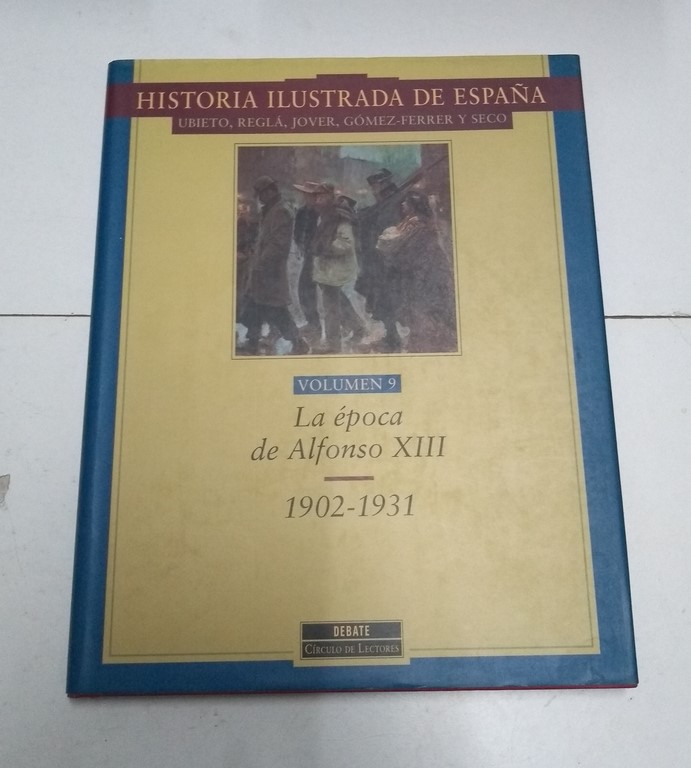 HISTORIA ILUSTRADA DE ESPAÑA
UBIETO, REGLÁ, JOVER, GÓMEZ-FERRER Y SECO
VOLUMEN 9
La época
de Alfonso XIII
1902-1931
DEBATE
CÍRCULO DE LECTORES